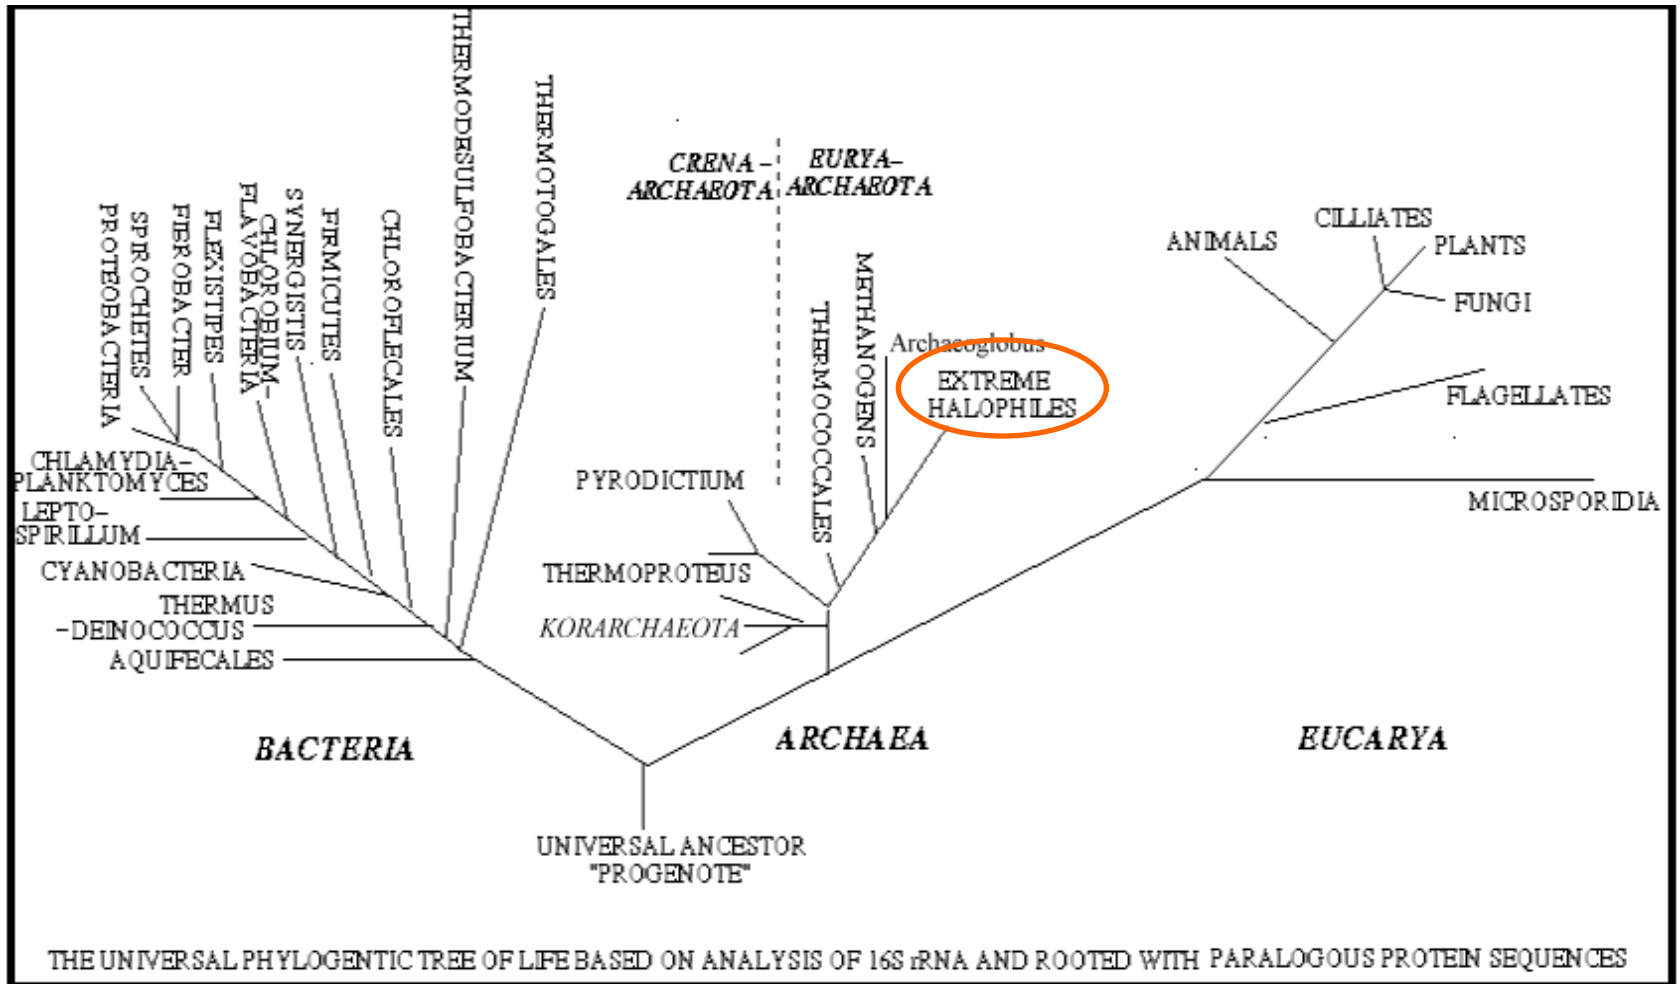 PROTEOBACTERIA
SPIROCHETES
FIBROBACTER
FLEXISTIPES
FLAVOBACTERIA
CHLOROBIUM-
SYNERGISTIS
FIRMICUTES
CHLOROFLECALES
THERMODESULFOBACTERIUM
THERMOTOGALES
CHLAMYDIA-
PLANKTOMYCES
LEPTO-
SPIRILLUM
CYANOBACTERIA
THERMUS
-DEINOCOCCUS
AQUIFECALES
BACTERIA
CRENA-
ARCHAEOTA
EURYA-
ARCHAEOTA
PYRODICTIUM
THERMOPROTEUS
KORARCHAEOTA
THERMOCOCCALES
METHANOGENS
Archaeoglobus
EXTREME
HALOPHILES
ARCHAEA
ANIMALS
CILLIATES
PLANTS
FUNGI
FLAGELLATES
MICROSPORIDIA
EUCARYA
UNIVERSAL ANCESTOR
"PROGENOTE"
THE UNIVERSAL PHYLOGENTIC TREE OF LIFE BASED ON ANALYSIS OF 16S rRNA AND ROOTED WITH PARALOGOUS PROTEIN SEQUENCES